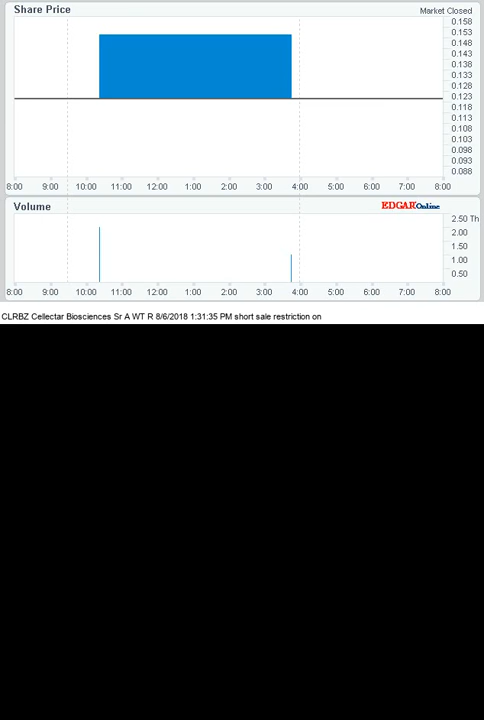 Share Price
Market Closed
0.158
0.153
0.148
0.143
0.138
0.133
0.128
0.123
0.118
0.113
0.108
0.103
0.098
0.093
0.088
8:00 9:00 10:00 11:00 12:00 1:00 2:00 3:00 4:00 5:00 6:00 7:00 8:00
Volume
EDGAROnline
2.50 Th
2.00
1.50
1.00
0.50
8:00 9:00 10:00 11:00 12:00 1:00 2:00 3:00 4:00 5:00 6:00 7:00 8:00
CLRBZ Cellectar Biosciences Sr A WT R 8/6/2018 1:31:35 PM short sale restriction on